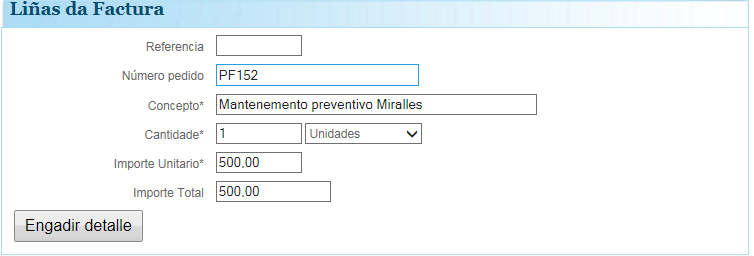 Liñas da Factura
Referencia
Número pedido PF152
Concepto* Mantenemento preventivo Miralles
Cantidade* 1 Unidades
Importe Unitario* 500,00
Importe Total 500,00
Engadir detalle